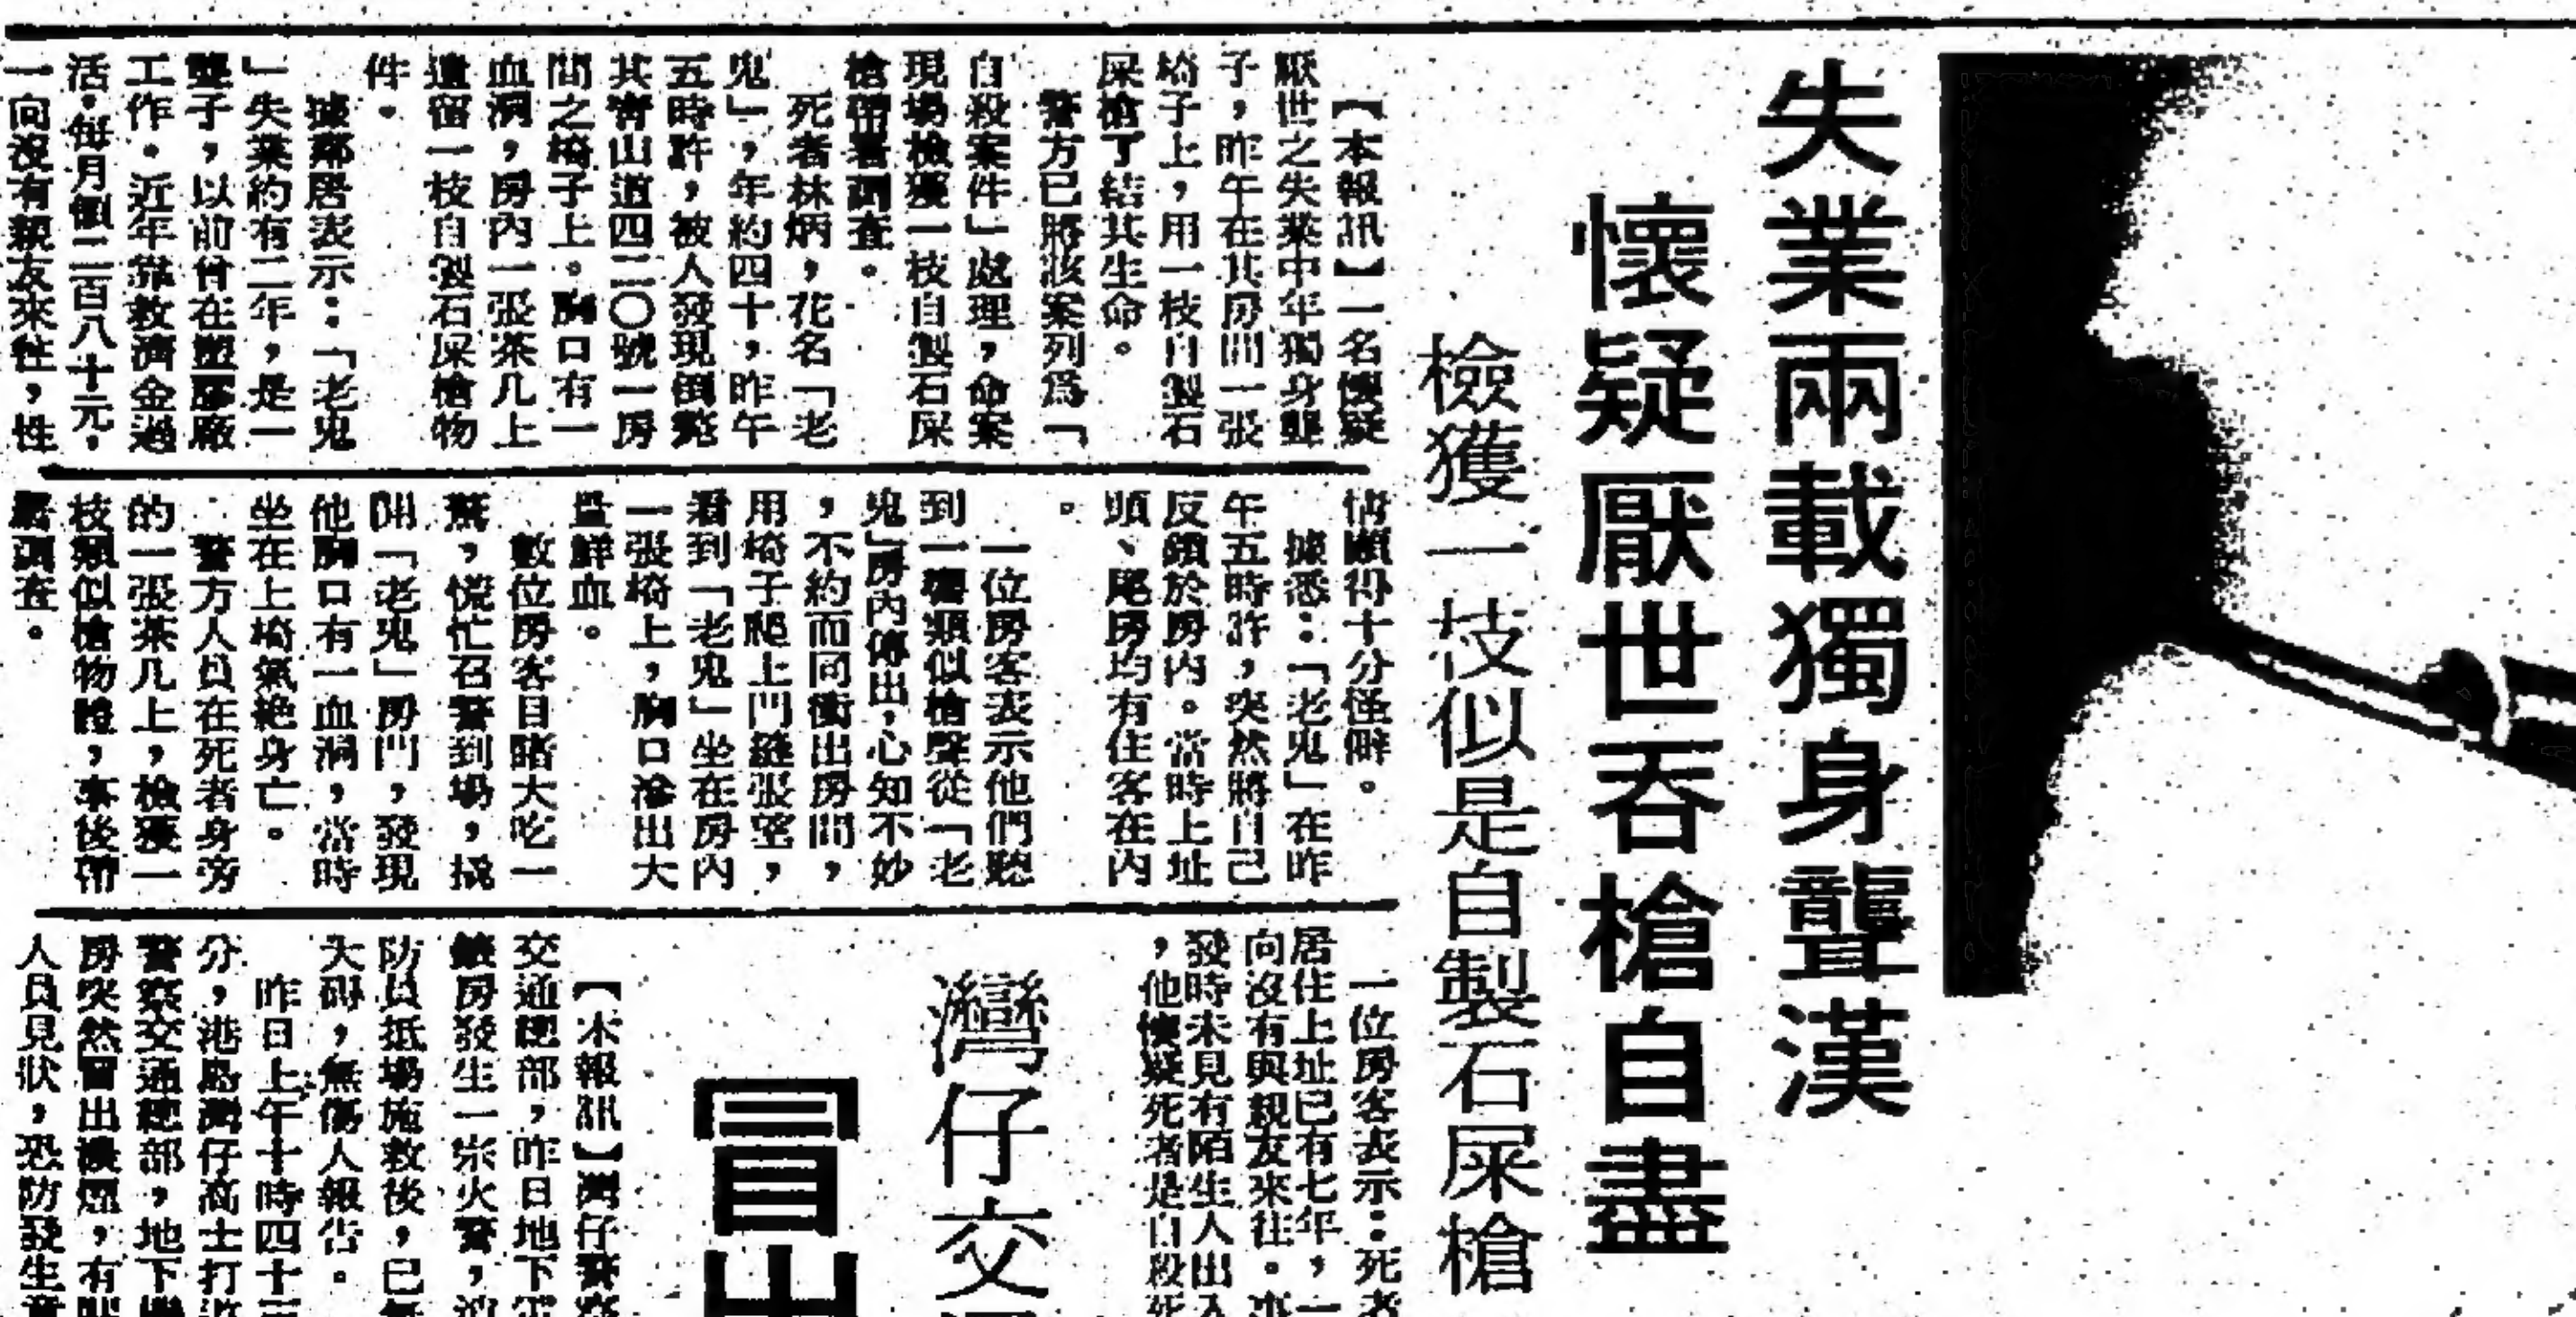 失業兩載獨身聾漢
懷疑厭世吞槍自盡
檢獲一枝似是自製石屎槍
【本報訊】一名懷疑
厭世之失業中年獨身聾
子，昨午在其房間一張
椅子上，用一枝自製石
屎槍了結其生命。
警方已將該案列爲「
自殺案件」處理，命案
現場檢獲一枝自製石屎
槍帶署調查。
死者林炳，花名「老
鬼」，年約四十，昨午
五時許，被人發現倒斃
其青山道四二〇號一房
間之椅子上。胸口有一
血洞，房內一張茶几上
遺留一枝自製石屎槍物
件。
據鄰居表示：「老鬼
」失業約有二年，是一
聾子，以前曾在塑膠廠
工作。近年靠救濟金過
活。每月個二百八十元。
一向沒有親友來往，性
情顯得十分怪僻。
據悉：「老鬼」在昨
午五時許，突然將自己
反鎖於房內。當時上址
頭、尾房均有住客在內
。
一位房客表示他們聽
到一聲類似槍聲從「老
鬼」房內傳出，心知不妙
，不約而同衝出房間，
用椅子爬上門縫張望，
看到「老鬼」坐在房內
一張椅上，胸口滲出大
量鮮血。
數位房客目睹大吃一
驚，慌忙召警到場，撬
開「老鬼」房門，發現
他胸口有一血洞，當時
坐在上椅氣絕身亡。
警方人員在死者身旁
的一張茶几上，檢獲一
枝類似槍物體，事後帶
署調查。
一位房客表示：死者
居住上址已有七年，一
向沒有與親友來往。事
發時未見有陌生人出入
，他懷疑死者是自殺死
灣仔交
冒出
【本報訊】灣仔警察
交通總部，昨日地下
房發生一宗火警，消
防員抵場施救後，已無
大碍，無傷人報告。
昨日上午十時四十
分，港島灣仔高士打道
警察交通總部，地下機
房突然冒出濃煙，有
人員見狀，恐防發生意